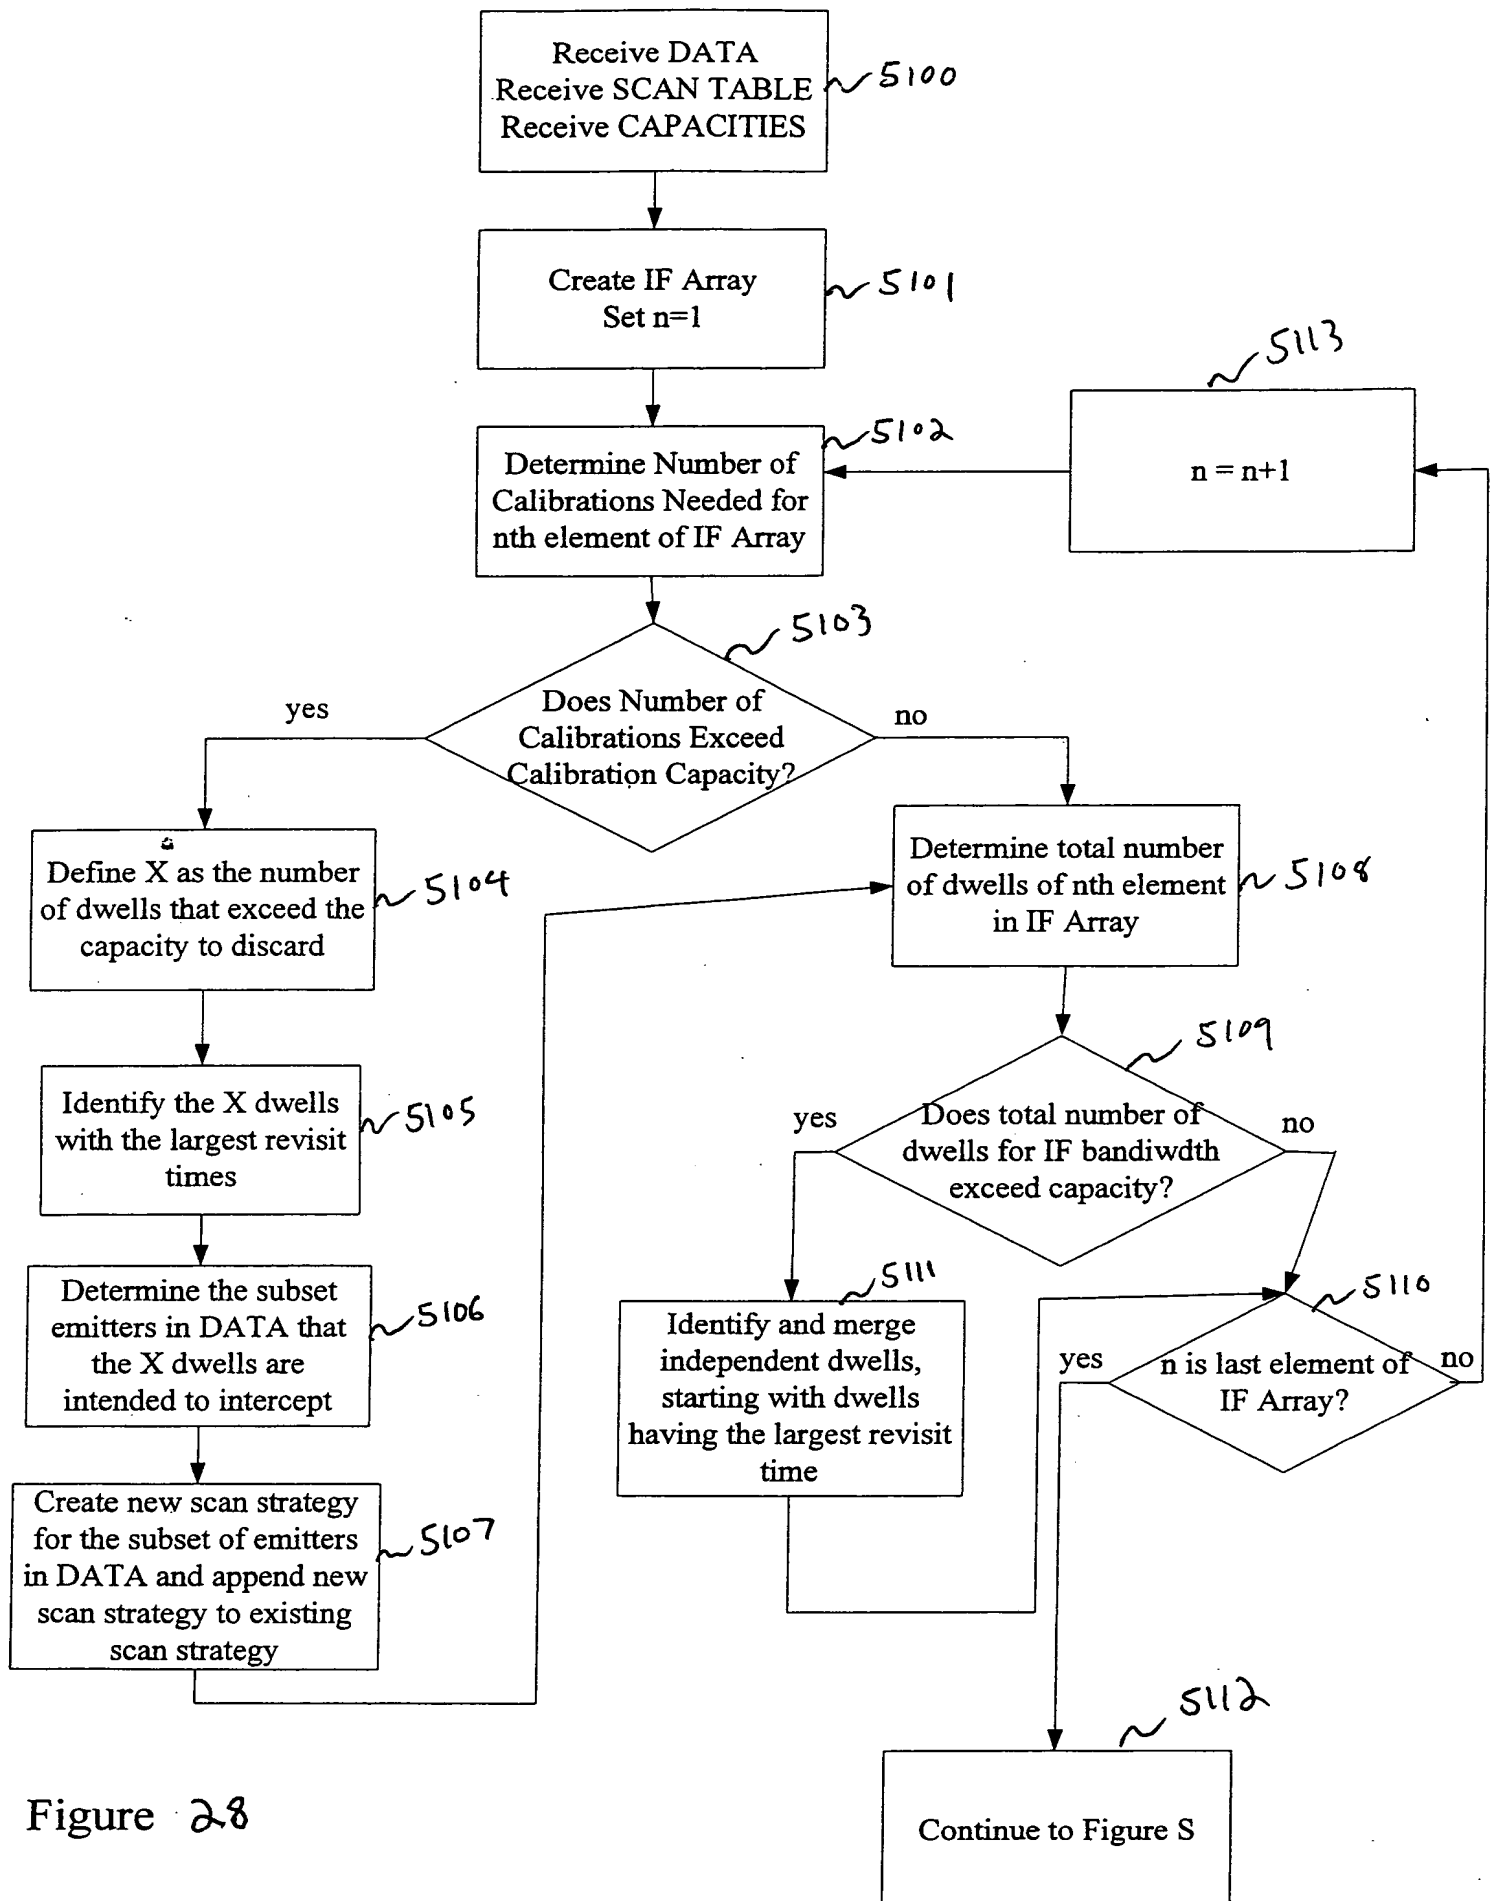 Receive DATA
Receive SCAN TABLE
Receive CAPACITIES
5100
Create IF Array
Set n=1
5101
5113
n = n+1
5102
Determine Number of
Calibrations Needed for
nth element of IF Array
5103
Does Number of
Calibrations Exceed
Calibration Capacity?
yes
no
Define X as the number
of dwells that exceed the
capacity to discard
5104
Determine total number
of dwells of nth element
in IF Array
5108
5109
Identify the X dwells
with the largest revisit
times
5105
yes
Does total number of
dwells for IF bandiwdth
exceed capacity?
no
Determine the subset
emitters in DATA that
the X dwells are
intended to intercept
5106
5111
Identify and merge
independent dwells,
starting with dwells
having the largest revisit
time
5110
yes
n is last element of
IF Array?
no
Create new scan strategy
for the subset of emitters
in DATA and append new
scan strategy to existing
scan strategy
5107
5112
Continue to Figure S
Figure 28